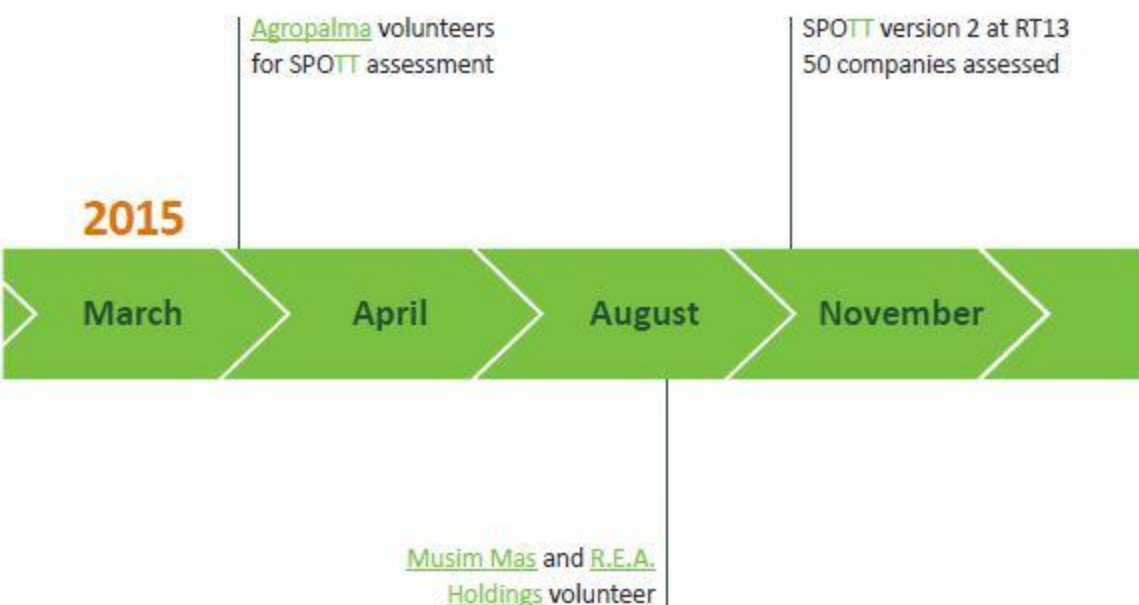 Agropalma volunteers
for SPOTT assessment
SPOTT version 2 at RT13
50 companies assessed
2015
March
April
August
November
Musim Mas and R.E.A.
Holdings volunteer